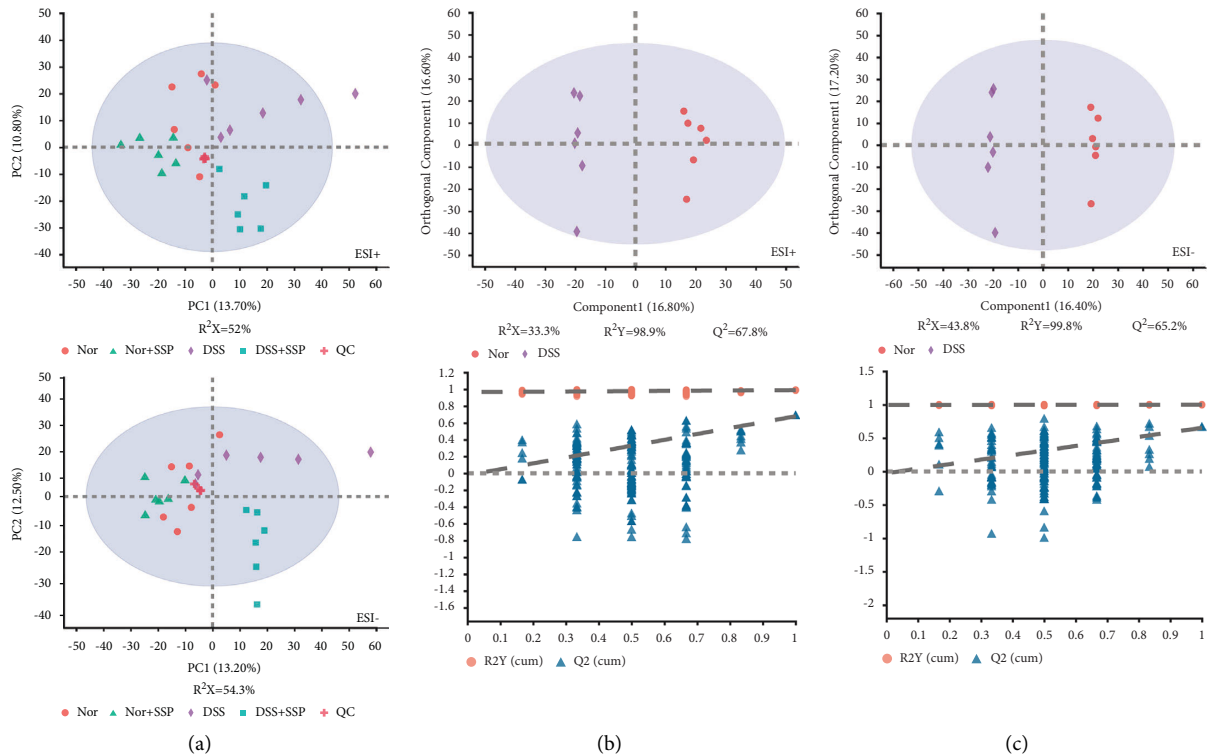 50
40
30
20
10
0
-10
-20
-30
-40
-50
PC2 (10.80%)
ESI+
-50 -40 -30 -20 -10 0 10 20 30 40 50 60
PC1 (13.70%)
R²X=52%
Nor Nor+SSP DSS DSS+SSP QC
50
40
30
20
10
0
-10
-20
-30
-40
PC2 (12.50%)
ESI-
-50 -40 -30 -20 -10 0 10 20 30 40 50 60
PC1 (13.20%)
R²X=54.3%
Nor Nor+SSP DSS DSS+SSP QC
(a)
60
50
40
30
20
10
0
-10
-20
-30
-40
-50
Orthogonal Component1 (16.60%)
ESI+
-50 -40 -30 -20 -10 0 10 20 30 40 50
Component1 (16.80%)
R²X=33.3% R²Y=98.9% Q²=67.8%
Nor DSS
1.2
1
0.8
0.6
0.4
0.2
0
-0.2
-0.4
-0.6
-0.8
-1
-1.2
-1.4
-1.6
0 0.1 0.2 0.3 0.4 0.5 0.6 0.7 0.8 0.9 1
R2Y (cum) Q2 (cum)
(b)
60
50
40
30
20
10
0
-10
-20
-30
-40
-50
Orthogonal Component1 (17.20%)
ESI-
-60 -50 -40 -30 -20 -10 0 10 20 30 40 50 60
Component1 (16.40%)
R²X=43.8% R²Y=99.8% Q²=65.2%
Nor DSS
1.5
1
0.5
0
-0.5
-1
-1.5
-2
0 0.1 0.2 0.3 0.4 0.5 0.6 0.7 0.8 0.9 1
R2Y (cum) Q2 (cum)
(c)